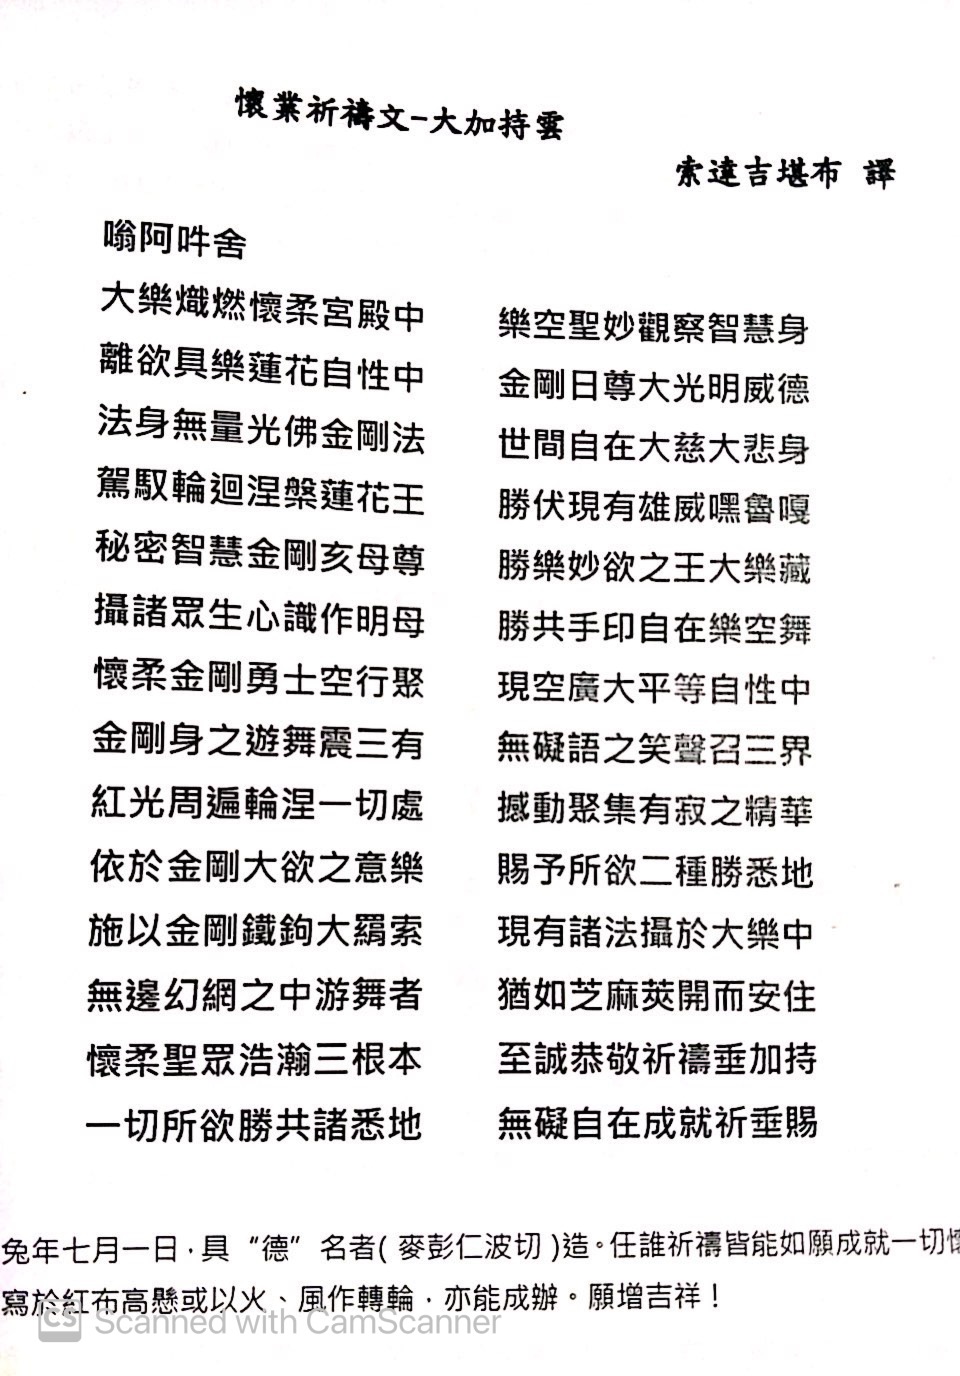 懷業祈禱文-大加持雲
索達吉堪布 譯
嗡阿吽舍
大樂熾燃懷柔宮殿中 樂空聖妙觀察智慧身
離欲具樂蓮花自性中 金剛日尊大光明威德
法身無量光佛金剛法 世間自在大慈大悲身
駕馭輪迴涅槃蓮花王 勝伏現有雄威嘿魯嘎
秘密智慧金剛亥母尊 勝樂妙欲之王大樂藏
攝諸眾生心識作明母 勝共手印自在樂空舞
懷柔金剛勇士空行聚 現空廣大平等自性中
金剛身之遊舞震三有 無礙語之笑聲召三界
紅光周遍輪涅一切處 撼動聚集有寂之精華
依於金剛大欲之意樂 賜予所欲二種勝悉地
施以金剛鐵鉤大羂索 現有諸法攝於大樂中
無邊幻網之中游舞者 猶如芝麻莢開而安住
懷柔聖眾浩瀚三根本 至誠恭敬祈禱垂加持
一切所欲勝共諸悉地 無礙自在成就祈垂賜
兔年七月一日，具“德”名者(麥彭仁波切)造。任誰祈禱皆能如願成就一切懷
寫於紅布高懸或以火、風作轉輪，亦能成辦。願增吉祥！
CS Scanned with CamScanner